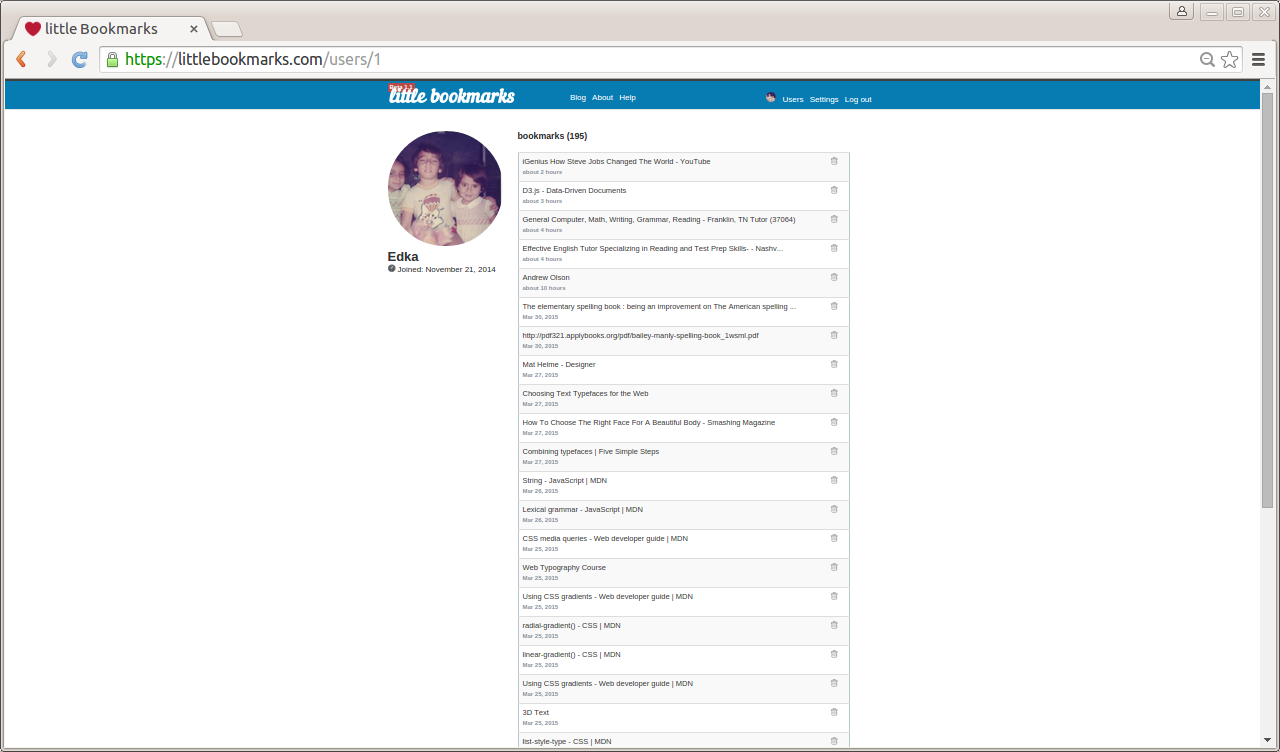 little Bookmarks
https://littlebookmarks.com/users/1
little bookmarks
Blog About Help
Users Settings Log out
bookmarks (195)
Edka
Joined: November 21, 2014
iGenius How Steve Jobs Changed The World - YouTube
about 2 hours
D3.js - Data-Driven Documents
about 3 hours
General Computer, Math, Writing, Grammar, Reading - Franklin, TN Tutor (37064)
about 4 hours
Effective English Tutor Specializing in Reading and Test Prep Skills- - Nashv...
about 4 hours
Andrew Olson
about 10 hours
The elementary spelling book : being an improvement on The American spelling ...
Mar 30, 2015
http://pdf321.applybooks.org/pdf/bailey-manly-spelling-book_1wsml.pdf
Mar 30, 2015
Mat Helme - Designer
Mar 27, 2015
Choosing Text Typefaces for the Web
Mar 27, 2015
How To Choose The Right Face For A Beautiful Body - Smashing Magazine
Mar 27, 2015
Combining typefaces | Five Simple Steps
Mar 27, 2015
String - JavaScript | MDN
Mar 26, 2015
Lexical grammar - JavaScript | MDN
Mar 26, 2015
CSS media queries - Web developer guide | MDN
Mar 25, 2015
Web Typography Course
Mar 25, 2015
Using CSS gradients - Web developer guide | MDN
Mar 25, 2015
radial-gradient() - CSS | MDN
Mar 25, 2015
linear-gradient() - CSS | MDN
Mar 25, 2015
Using CSS gradients - Web developer guide | MDN
Mar 25, 2015
3D Text
Mar 25, 2015
list-style-type - CSS | MDN